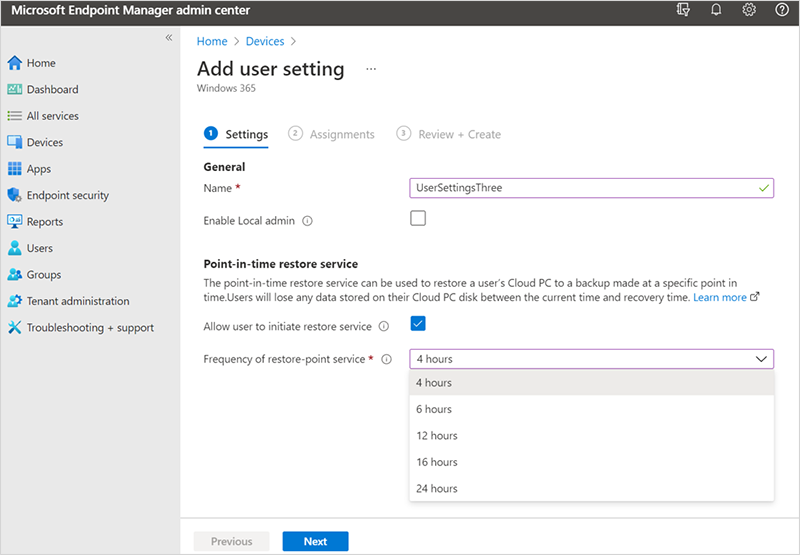 Microsoft Endpoint Manager admin center
«
Home
Dashboard
All services
Devices
Apps
Endpoint security
Reports
Users
Groups
Tenant administration
Troubleshooting + support
Home > Devices >
Add user setting ...
Windows 365
1 Settings 2 Assignments 3 Review + Create
General
Name * UserSettingsThree
Enable Local admin
Point-in-time restore service
The point-in-time restore service can be used to restore a user's Cloud PC to a backup made at a specific point in
time.Users will lose any data stored on their Cloud PC disk between the current time and recovery time. Learn more
Allow user to initiate restore service
Frequency of restore-point service * 4 hours
4 hours
6 hours
12 hours
16 hours
24 hours
Previous Next